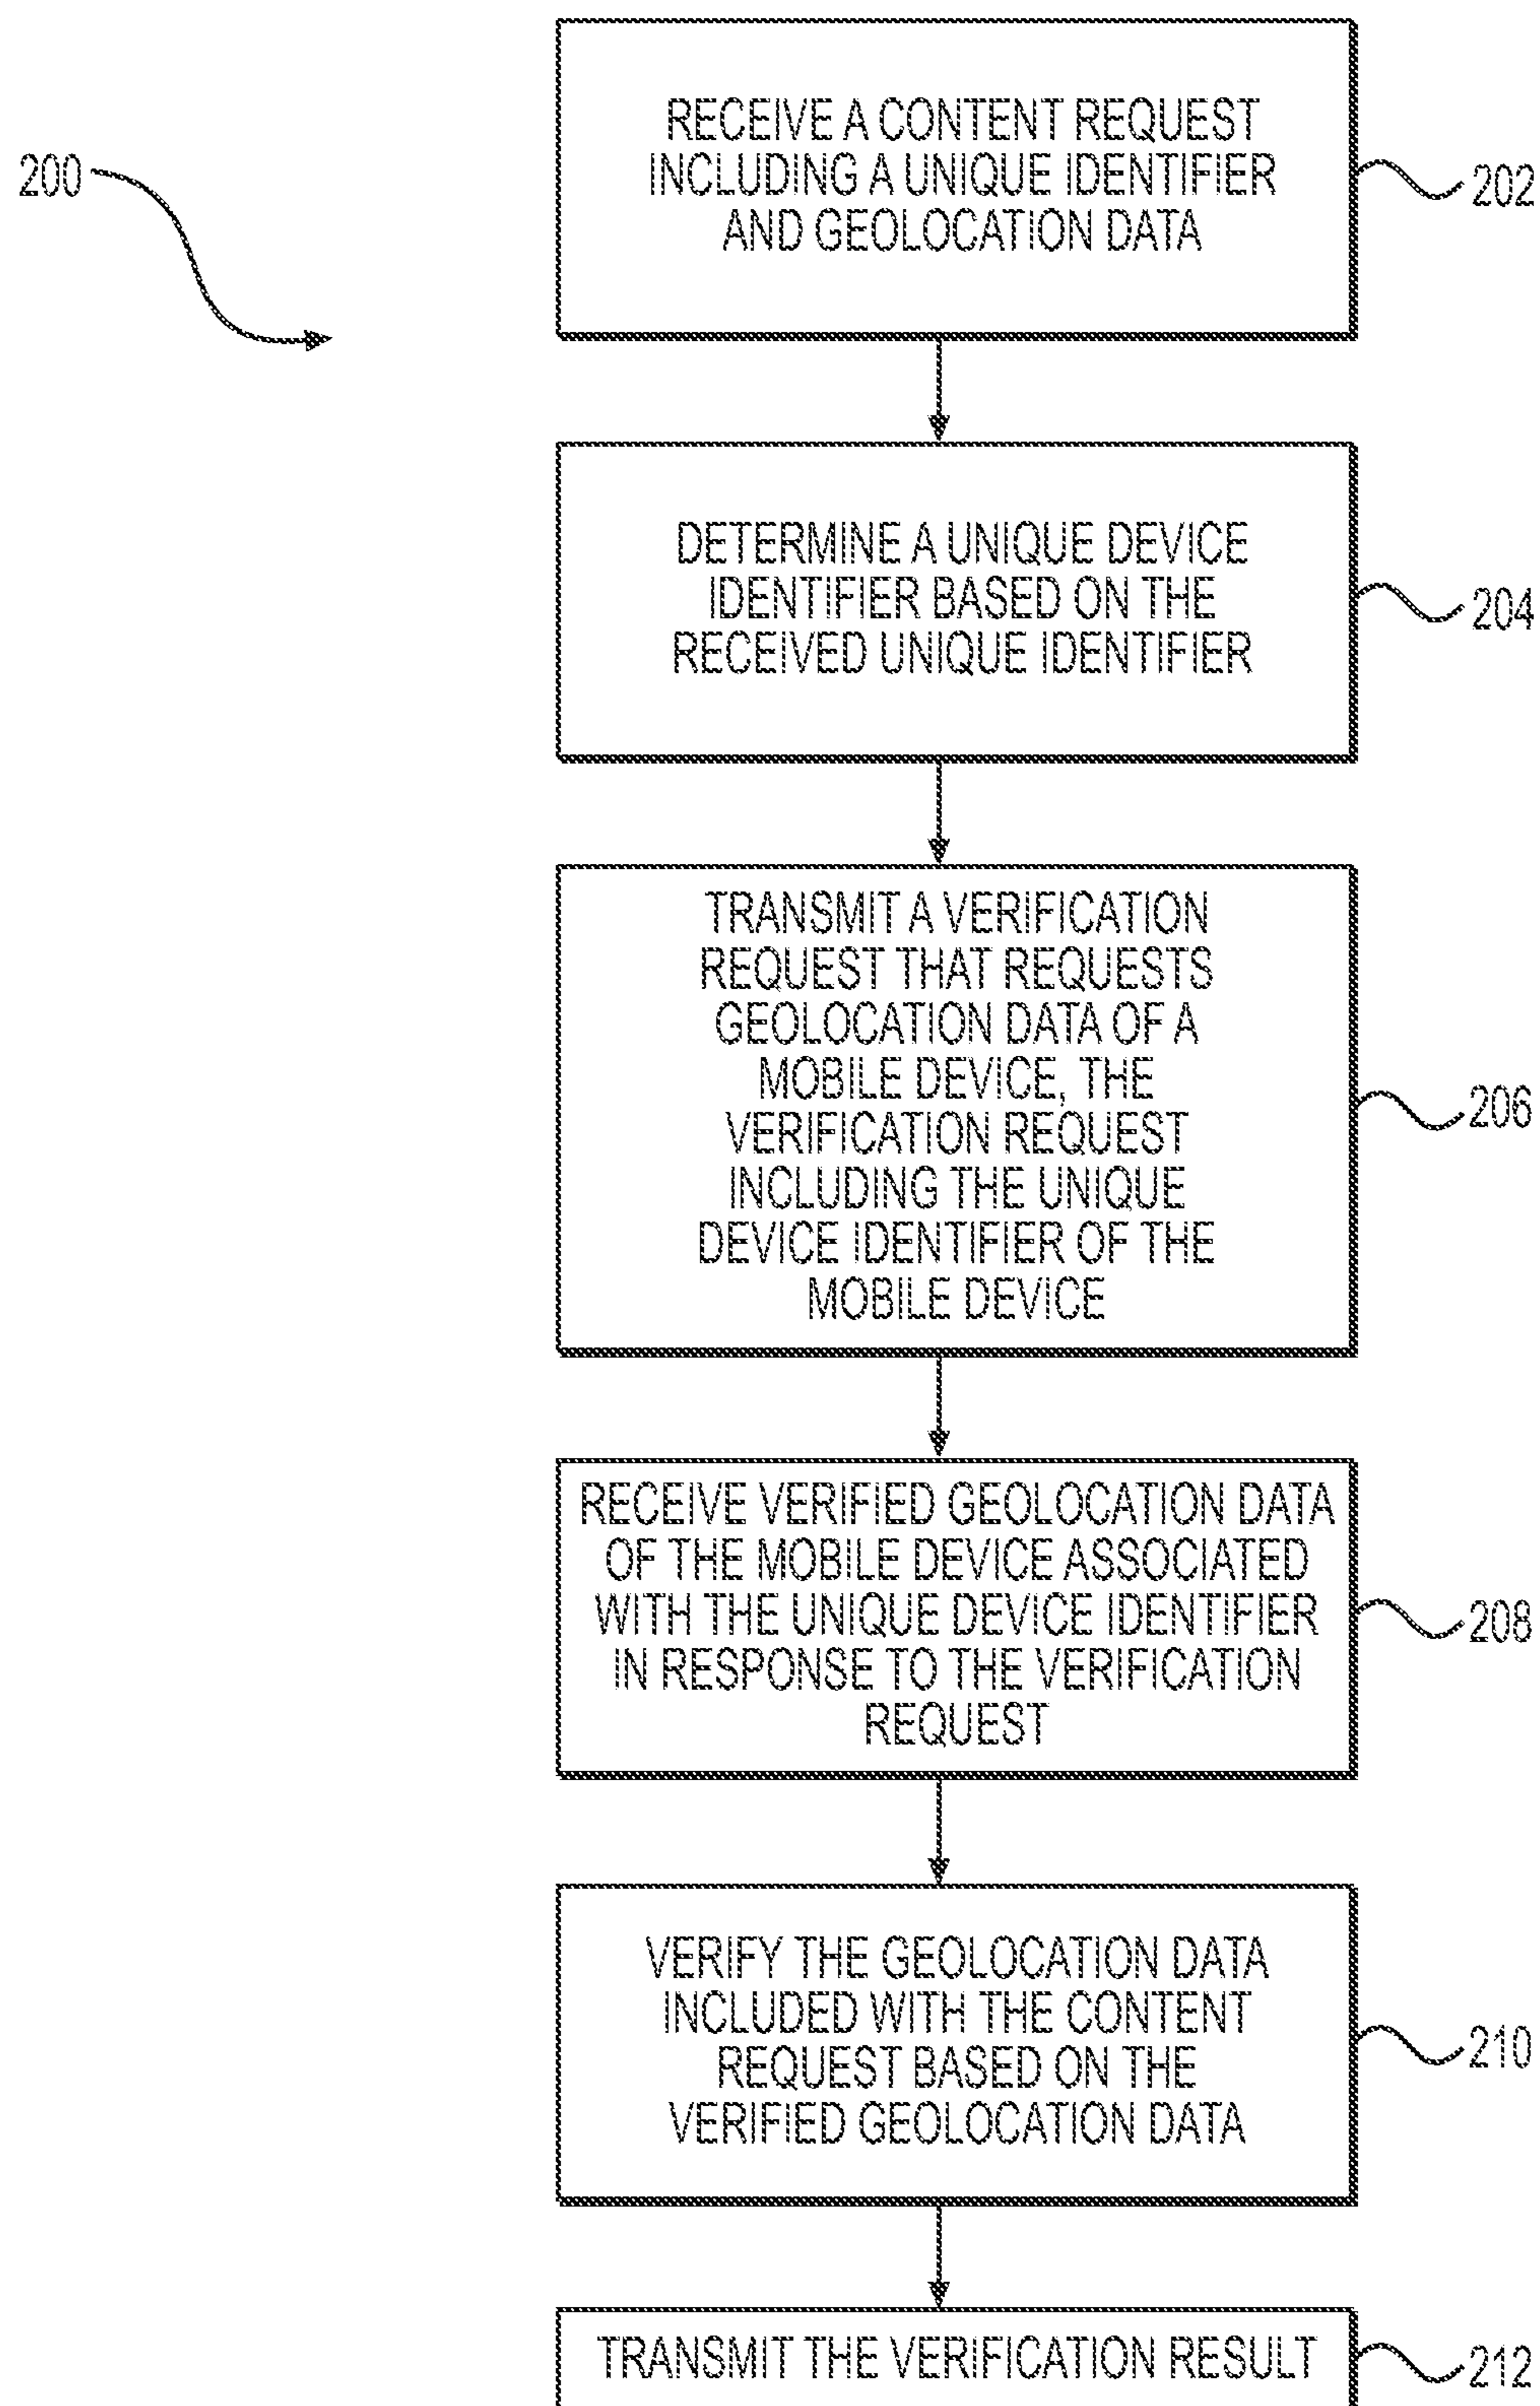 200
RECEIVE A CONTENT REQUEST
INCLUDING A UNIQUE IDENTIFIER
AND GEOLOCATION DATA
202
DETERMINE A UNIQUE DEVICE
IDENTIFIER BASED ON THE
RECEIVED UNIQUE IDENTIFIER
204
TRANSMIT A VERIFICATION
REQUEST THAT REQUESTS
GEOLOCATION DATA OF A
MOBILE DEVICE, THE
VERIFICATION REQUEST
INCLUDING THE UNIQUE
DEVICE IDENTIFIER OF THE
MOBILE DEVICE
206
RECEIVE VERIFIED GEOLOCATION DATA
OF THE MOBILE DEVICE ASSOCIATED
WITH THE UNIQUE DEVICE IDENTIFIER
IN RESPONSE TO THE VERIFICATION
REQUEST
208
VERIFY THE GEOLOCATION DATA
INCLUDED WITH THE CONTENT
REQUEST BASED ON THE
VERIFIED GEOLOCATION DATA
210
TRANSMIT THE VERIFICATION RESULT
212